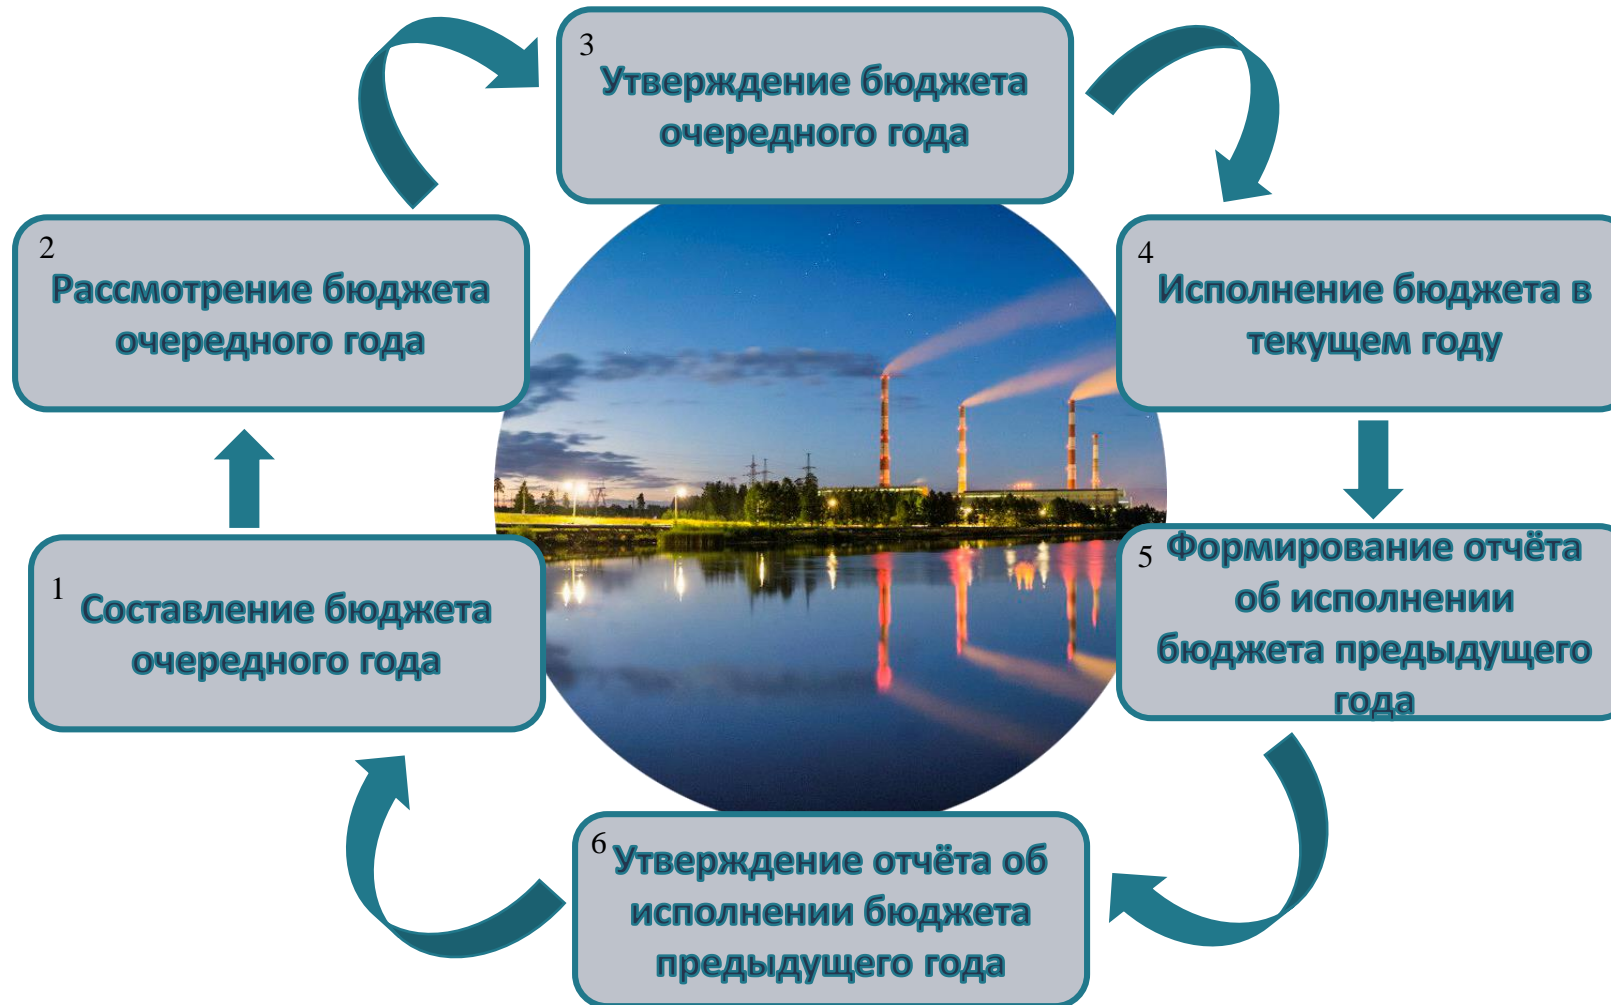 3
Утверждение бюджета
очередного года
2
Рассмотрение бюджета
очередного года
4
Исполнение бюджета в
текущем году
1
Составление бюджета
очередного года
5
Формирование отчёта
об исполнении
бюджета предыдущего
года
6
Утверждение отчёта об
исполнении бюджета
предыдущего года